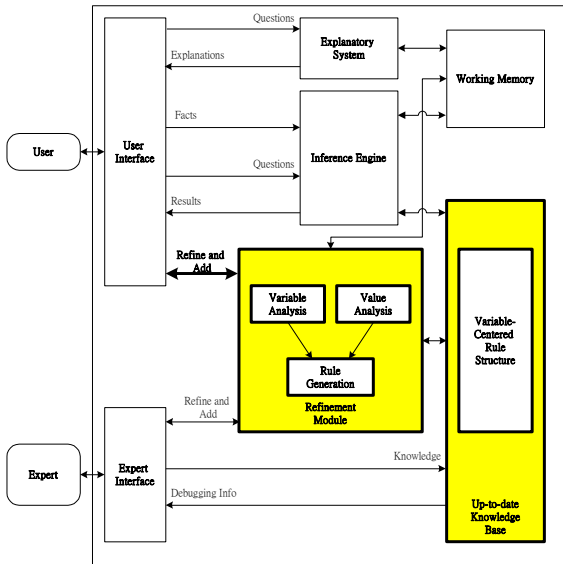 Questions
Explanatory
System
Explanations
Working Memory
Facts
User
User
Interface
Inference Engine
Questions
Results
Refine and
Add
Variable
Analysis
Value
Analysis
Variable-
Centered
Rule
Structure
Rule
Generation
Refinement
Module
Refine and
Add
Expert
Expert
Interface
Knowledge
Debugging Info
Up-to-date
Knowledge
Base